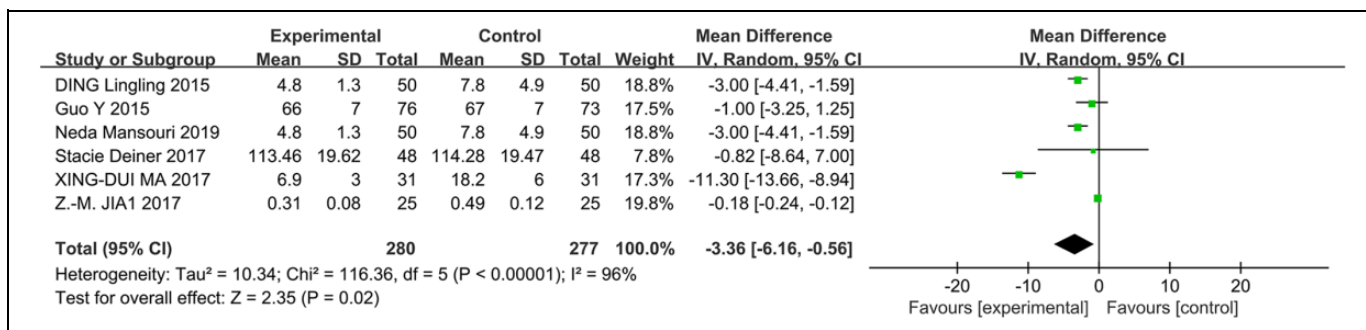 Experimental Control Mean Difference Mean Difference
Study or Subgroup Mean SD Total Mean SD Total Weight IV, Random, 95% CI IV, Random, 95% CI
DING Lingling 2015 4.8 1.3 50 7.8 4.9 50 18.8% -3.00 [-4.41, -1.59]
Guo Y 2015 66 7 76 67 7 73 17.5% -1.00 [-3.25, 1.25]
Neda Mansouri 2019 4.8 1.3 50 7.8 4.9 50 18.8% -3.00 [-4.41, -1.59]
Stacie Deiner 2017 113.46 19.62 48 114.28 19.47 48 7.8% -0.82 [-8.64, 7.00]
XING-DUI MA 2017 6.9 3 31 18.2 6 31 17.3% -11.30 [-13.66, -8.94]
Z.-M. JIA1 2017 0.31 0.08 25 0.49 0.12 25 19.8% -0.18 [-0.24, -0.12]
Total (95% CI) 280 277 100.0% -3.36 [-6.16, -0.56]
Heterogeneity: Tau² = 10.34; Chi² = 116.36, df = 5 (P < 0.00001); I² = 96%
Test for overall effect: Z = 2.35 (P = 0.02)
-20 -10 0 10 20
Favours [experimental] Favours [control]